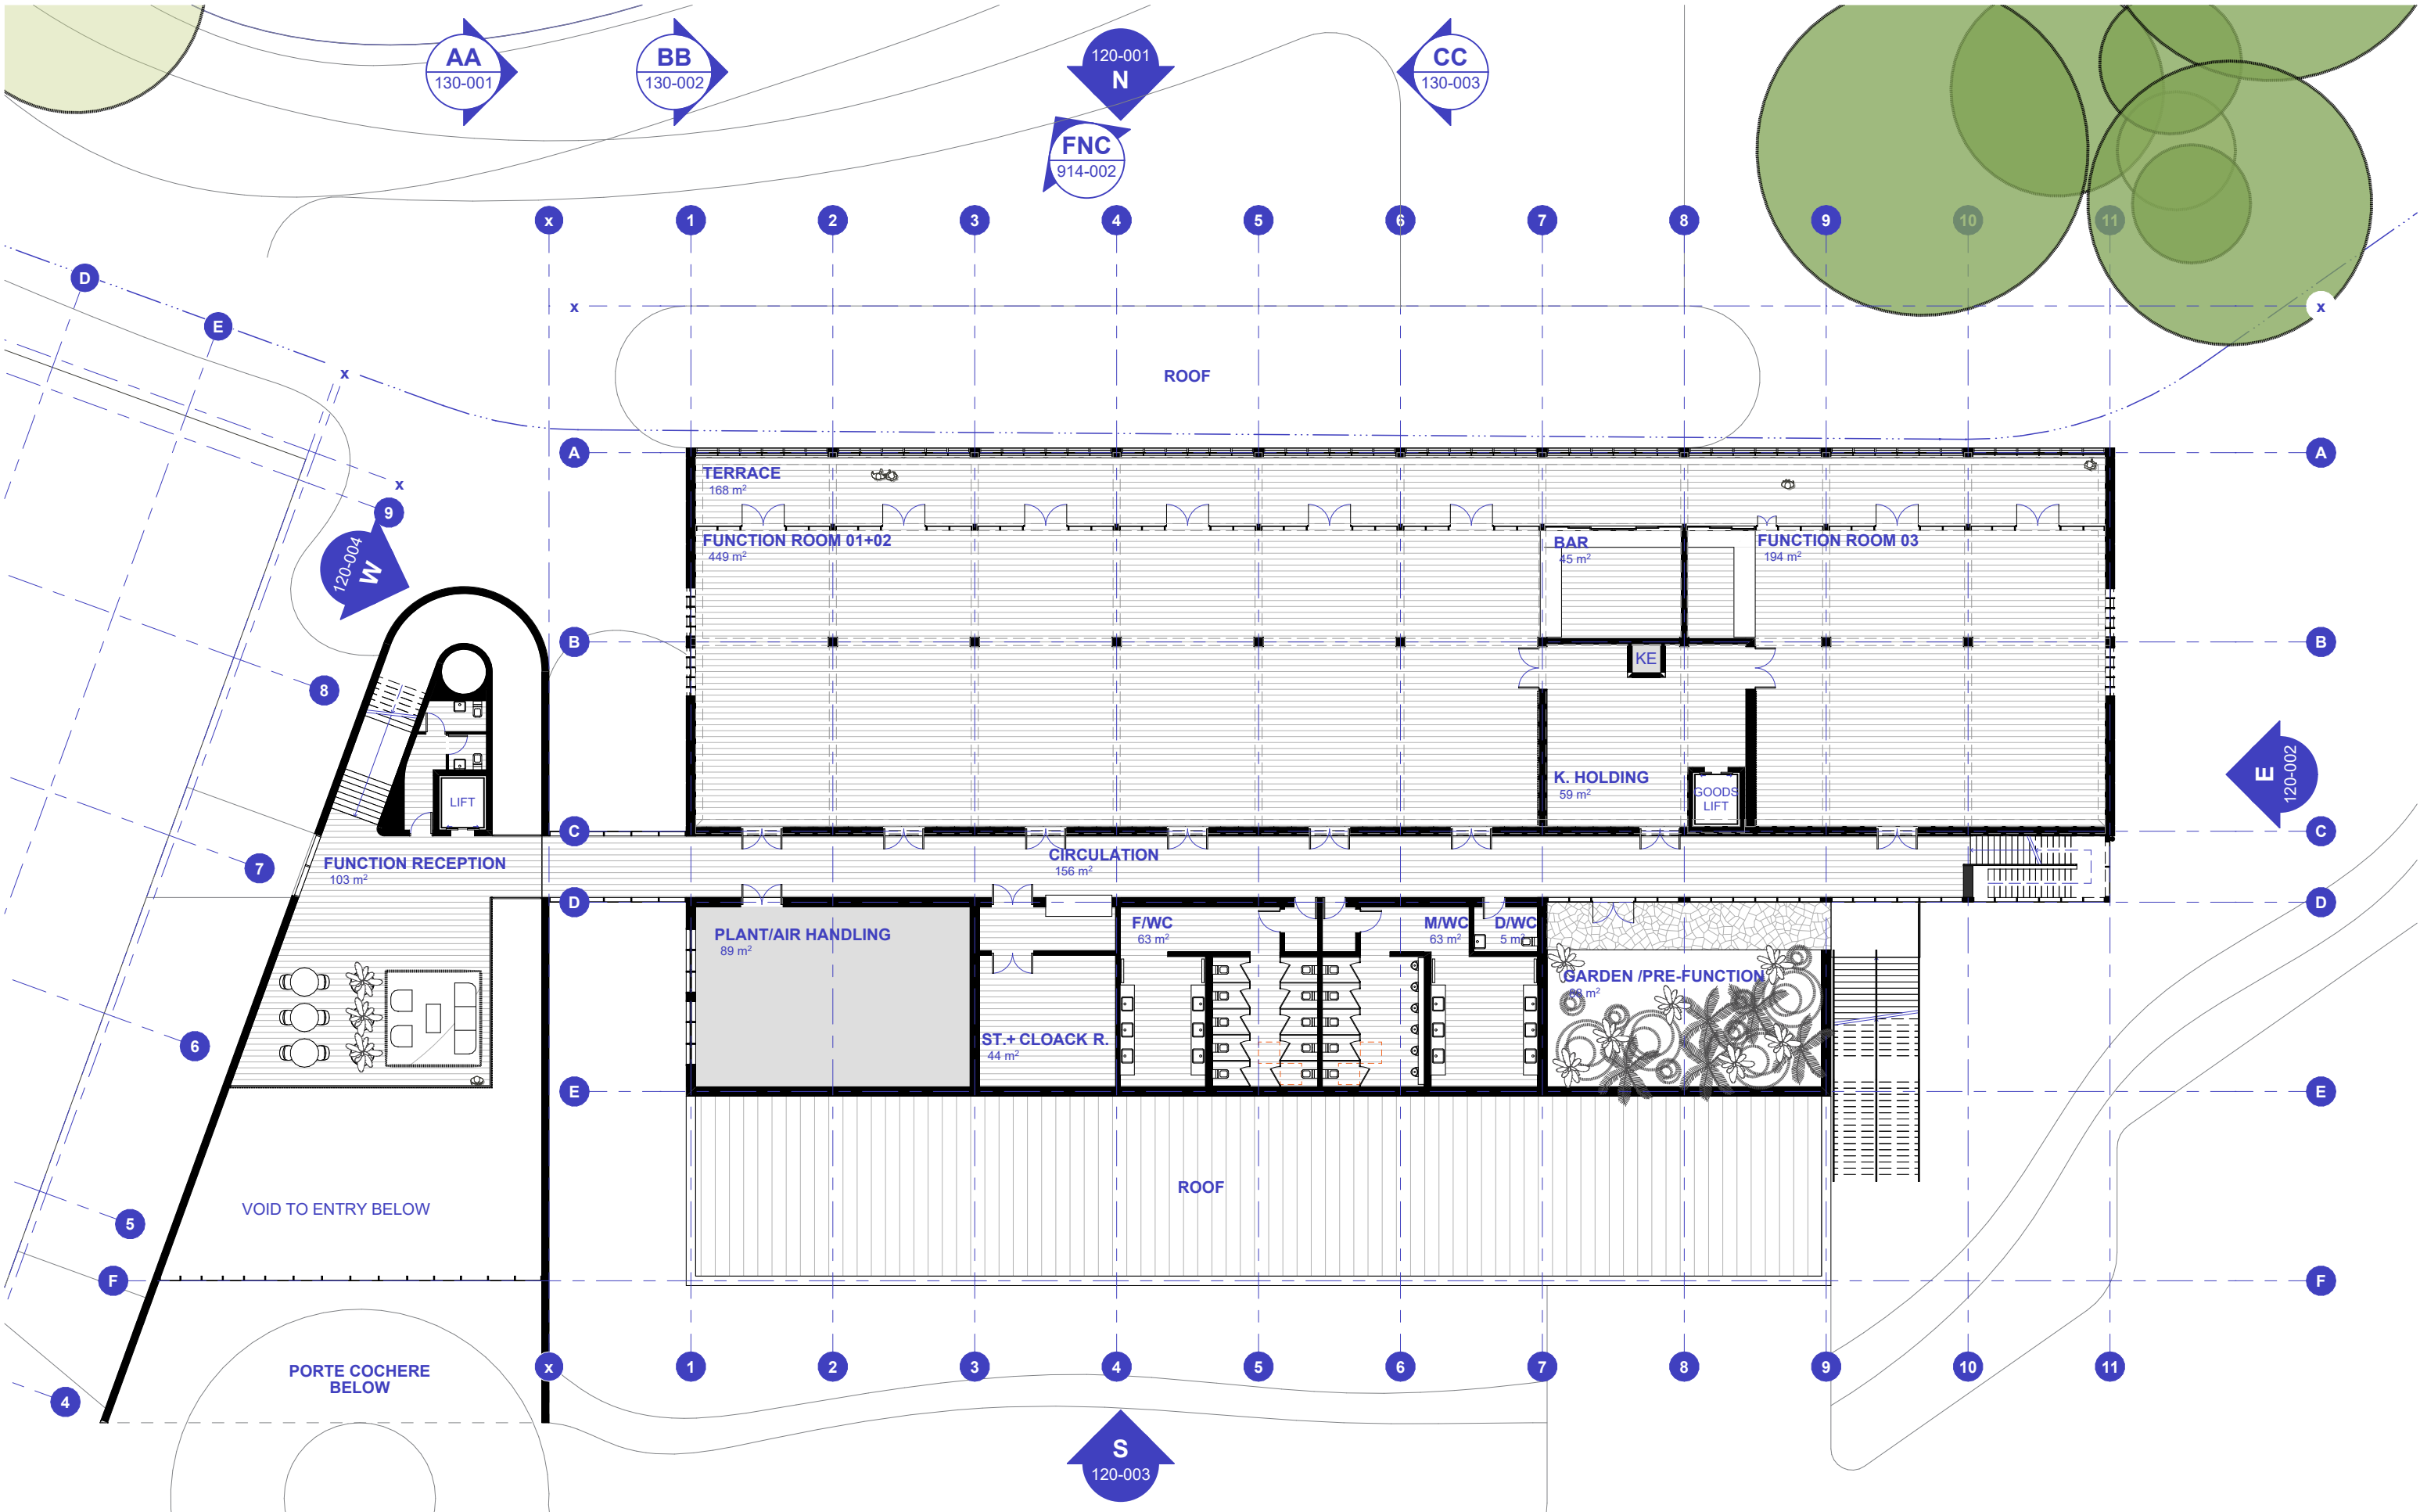 AA
130-001
BB
130-002
120-001
N
CC
130-003
FNC
914-002
x
1
2
3
4
5
6
7
8
9
10
11
D
E
x
x
x
x
ROOF
A
A
TERRACE
168 m²
9
120-004
W
FUNCTION ROOM 01+02
449 m²
BAR
45 m²
FUNCTION ROOM 03
194 m²
B
B
KE
8
E
120-002
K. HOLDING
59 m²
GOODS
LIFT
LIFT
C
C
7
FUNCTION RECEPTION
103 m²
CIRCULATION
156 m²
D
D
PLANT/AIR HANDLING
89 m²
F/WC
63 m²
M/WC
63 m²
D/WC
5 m²
GARDEN /PRE-FUNCTION
m²
6
ST.+ CLOACK R.
44 m²
E
E
ROOF
VOID TO ENTRY BELOW
5
F
F
PORTE COCHERE
BELOW
4
x
1
2
3
4
5
6
7
8
9
10
11
S
120-003